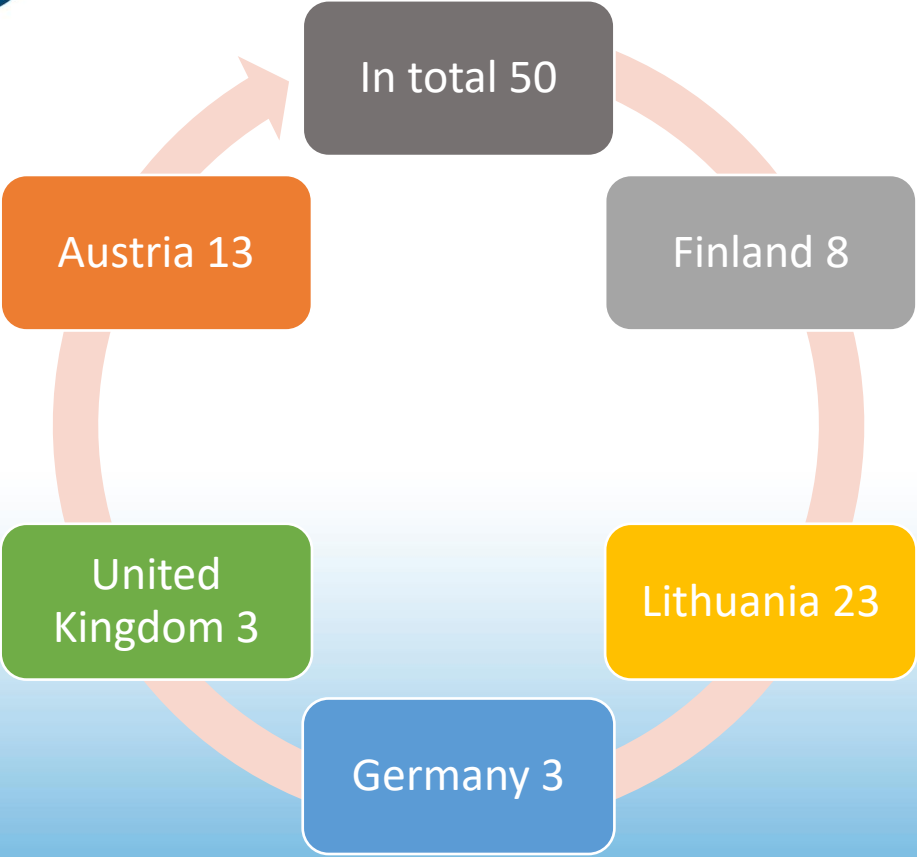 In total 50
Finland 8
Lithuania 23
Germany 3
United
Kingdom 3
Austria 13